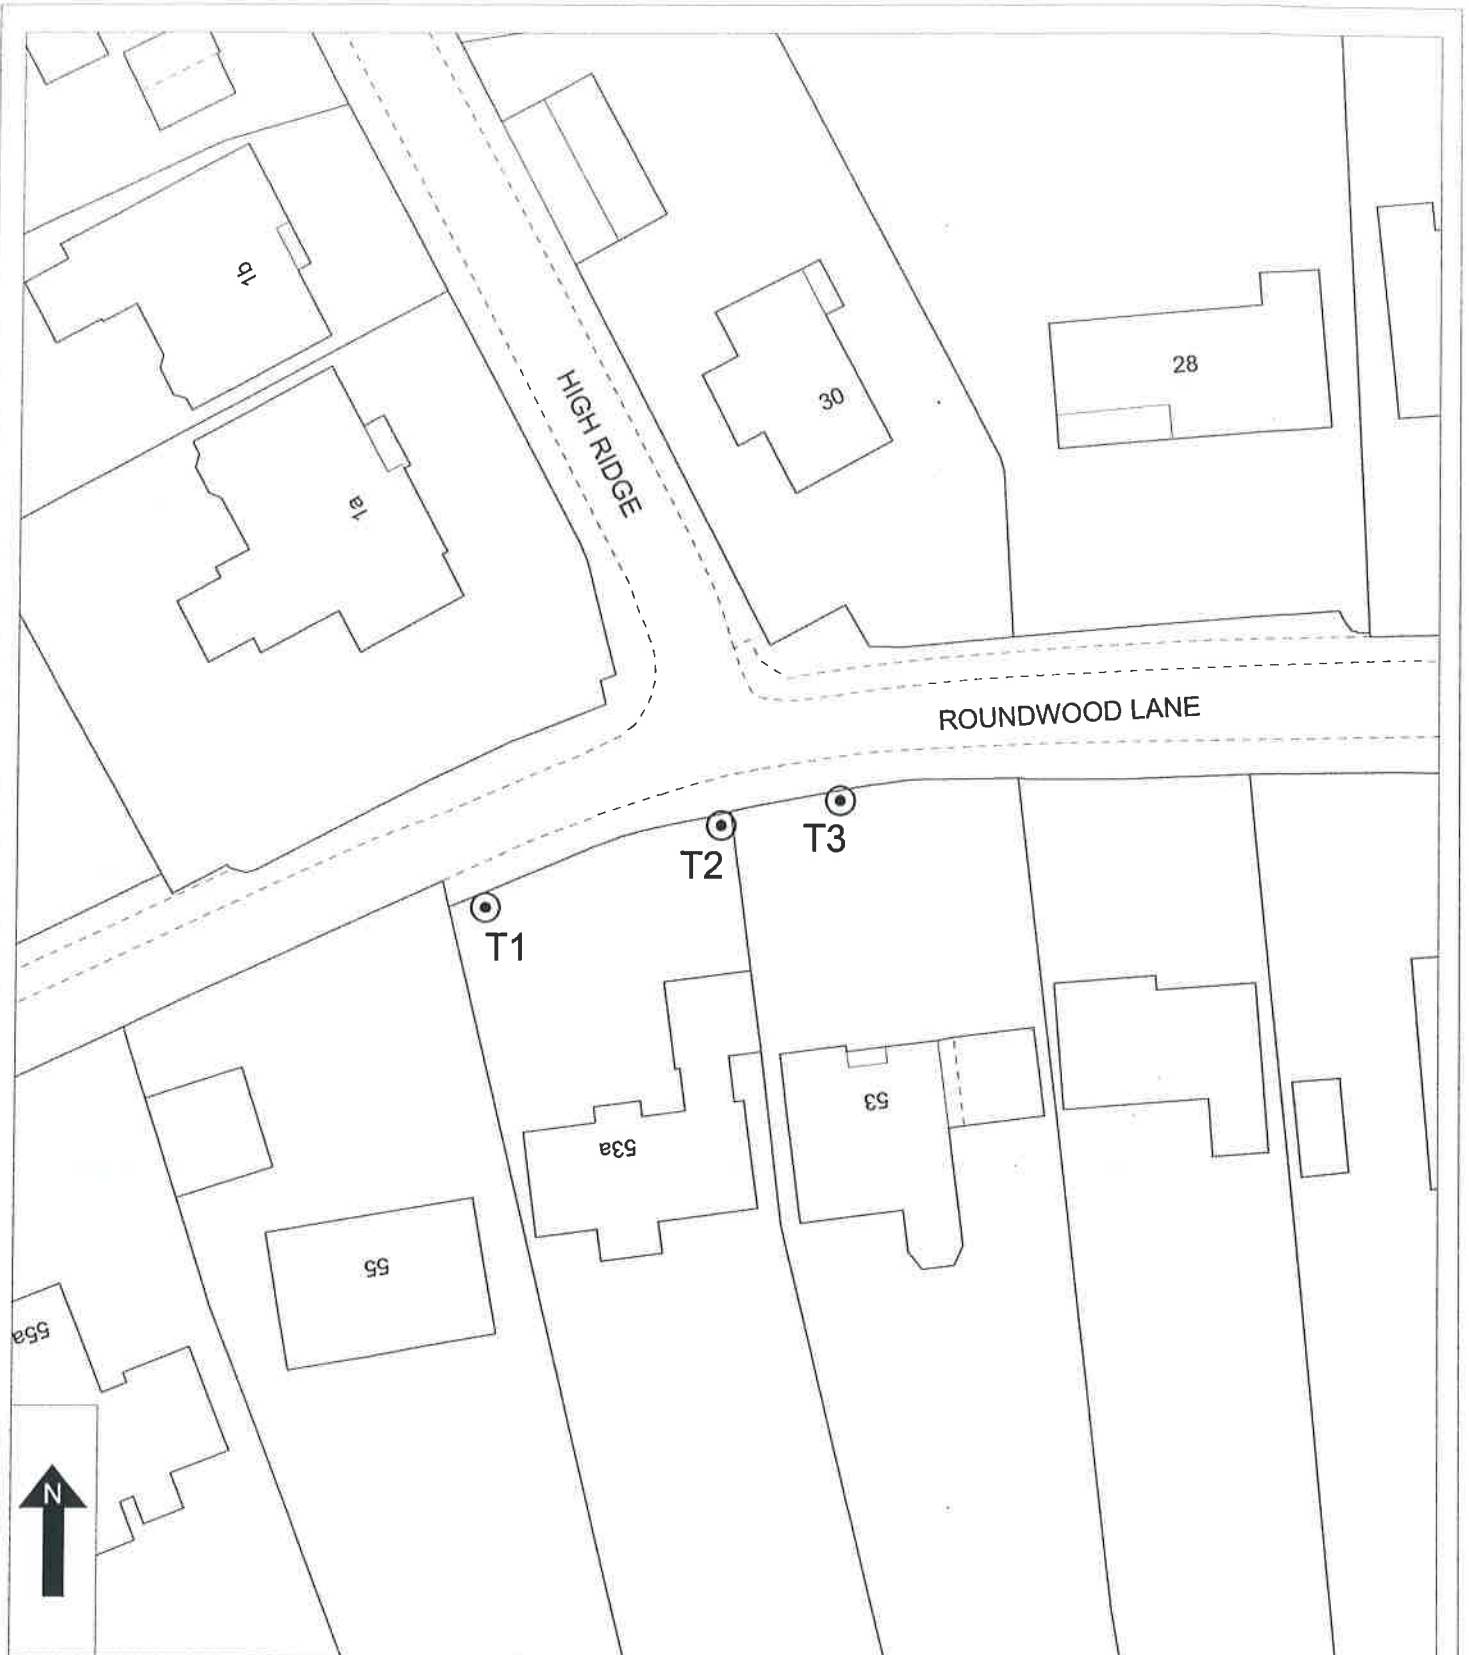 1b
28
30
HIGH RIDGE
1a
ROUNDWOOD LANE
T3
T2
T1
53
53a
55
55a
N